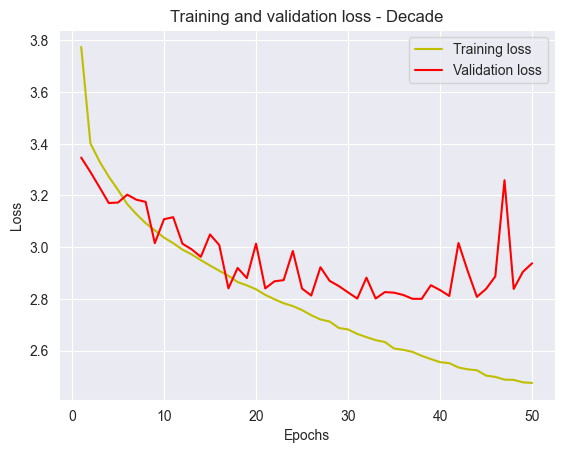 Training and validation loss - Decade
Training loss
Validation loss
Loss
3.8
3.6
3.4
3.2
3.0
2.8
2.6
0
10
20
30
40
50
Epochs